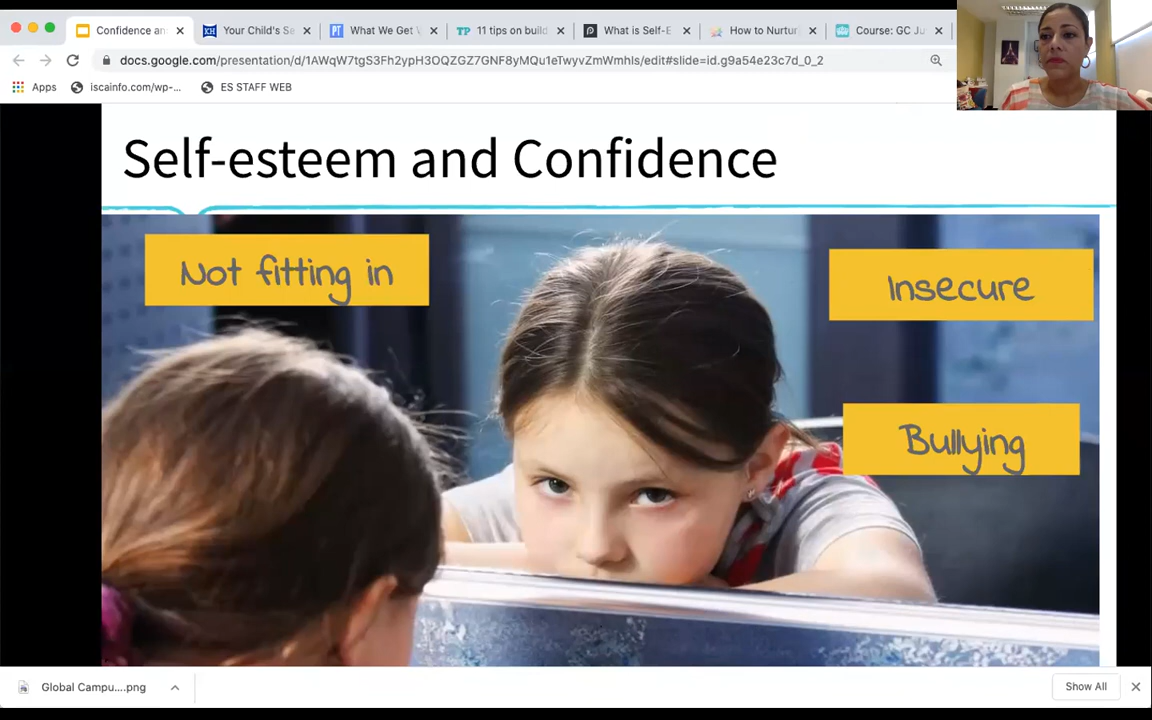 Confidence an
Your Child's Se
What We Get
11 tips on build
What is Self-E
How to Nurtur
Course: GC Ju
docs.google.com/presentation/d/1AWqW7tgS3Fh2ypH3OQZGZ7GNF8yMQu1eTwyvZmWmhIs/edit#slide=id.g9a54e23c7d_0_2
Apps
iscainfo.com/wp-...
ES STAFF WEB
Self-esteem and Confidence
Not fitting in
Insecure
Bullying
Global Campu....png
Show All